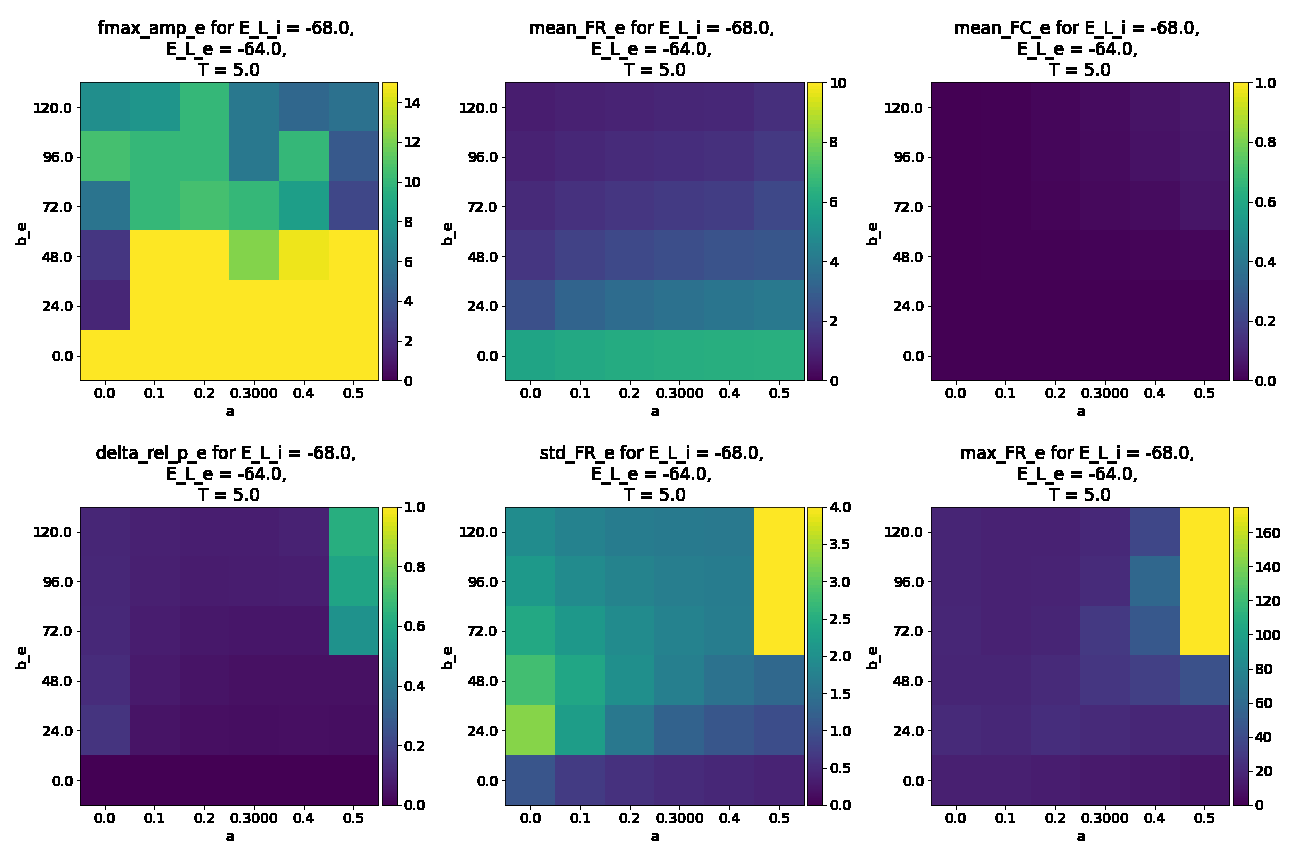 fmax_amp_e for E_L_i = -68.0,
E_L_e = -64.0,
T = 5.0
120.0
96.0
72.0
48.0
24.0
0.0
b_e
0.0 0.1 0.2 0.3000 0.4 0.5
a
14
12
10
8
6
4
2
0
mean_FR_e for E_L_i = -68.0,
E_L_e = -64.0,
T = 5.0
120.0
96.0
72.0
48.0
24.0
0.0
b_e
0.0 0.1 0.2 0.3000 0.4 0.5
a
10
8
6
4
2
0
mean_FC_e for E_L_i = -68.0,
E_L_e = -64.0,
T = 5.0
120.0
96.0
72.0
48.0
24.0
0.0
b_e
0.0 0.1 0.2 0.3000 0.4 0.5
a
1.0
0.8
0.6
0.4
0.2
0.0
delta_rel_p_e for E_L_i = -68.0,
E_L_e = -64.0,
T = 5.0
120.0
96.0
72.0
48.0
24.0
0.0
b_e
0.0 0.1 0.2 0.3000 0.4 0.5
a
1.0
0.8
0.6
0.4
0.2
0.0
std_FR_e for E_L_i = -68.0,
E_L_e = -64.0,
T = 5.0
120.0
96.0
72.0
48.0
24.0
0.0
b_e
0.0 0.1 0.2 0.3000 0.4 0.5
a
4.0
3.5
3.0
2.5
2.0
1.5
1.0
0.5
0.0
max_FR_e for E_L_i = -68.0,
E_L_e = -64.0,
T = 5.0
120.0
96.0
72.0
48.0
24.0
0.0
b_e
0.0 0.1 0.2 0.3000 0.4 0.5
a
160
140
120
100
80
60
40
20
0